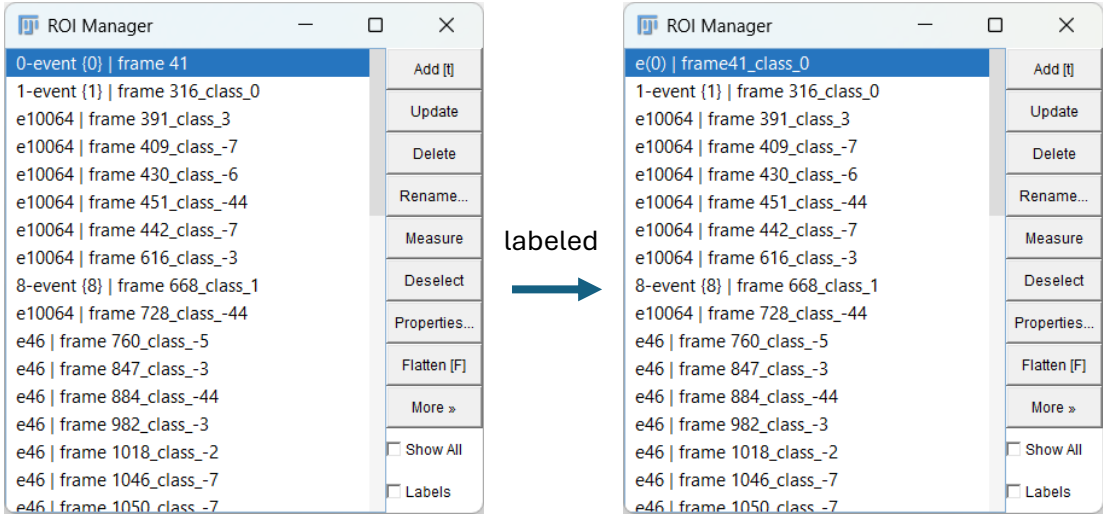 ROI Manager
0-event {0} | frame 41
1-event {1} | frame 316_class_0
e10064 | frame 391_class_3
e10064 | frame 409_class_-7
e10064 | frame 430_class_-6
e10064 | frame 451_class_-44
e10064 | frame 442_class_-7
e10064 | frame 616_class_-3
8-event {8} | frame 668_class_1
e10064 | frame 728_class_-44
e46 | frame 760_class_-5
e46 | frame 847_class_-3
e46 | frame 884_class_-44
e46 | frame 982_class_-3
e46 | frame 1018_class_-2
e46 | frame 1046_class_-7
e46 | frame 1050_class_-7
Add [t]
Update
Delete
Rename...
Measure
Deselect
Properties...
Flatten [F]
More »
Show All
Labels
labeled
ROI Manager
e(0) | frame41_class_0
1-event {1} | frame 316_class_0
e10064 | frame 391_class_3
e10064 | frame 409_class_-7
e10064 | frame 430_class_-6
e10064 | frame 451_class_-44
e10064 | frame 442_class_-7
e10064 | frame 616_class_-3
8-event {8} | frame 668_class_1
e10064 | frame 728_class_-44
e46 | frame 760_class_-5
e46 | frame 847_class_-3
e46 | frame 884_class_-44
e46 | frame 982_class_-3
e46 | frame 1018_class_-2
e46 | frame 1046_class_-7
e46 | frame 1050_class_-7
Add [t]
Update
Delete
Rename...
Measure
Deselect
Properties...
Flatten [F]
More »
Show All
Labels